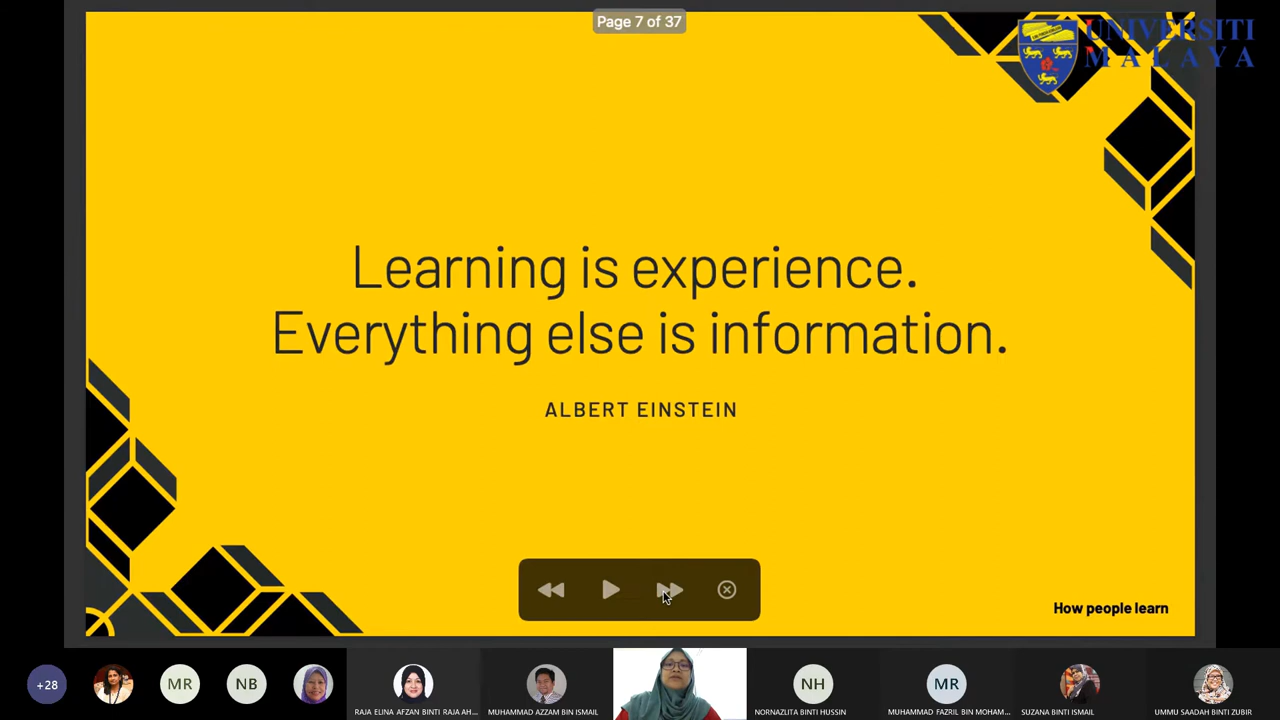 Page 7 of 37
UNIVERSITI
MALAYA
Learning is experience.
Everything else is information.
ALBERT EINSTEIN
How people learn
+28
MR
NB
RAJA ELINA AFZAN BINTI RAJA AH...
MUHAMMAD AZZAM BIN ISMAIL
NH
NORNAZLITA BINTI HUSSIN
MR
MUHAMMAD FAZRIL BIN MOHAM...
SUZANA BINTI ISMAIL
UMMU SAADAH BINTI ZUBIR